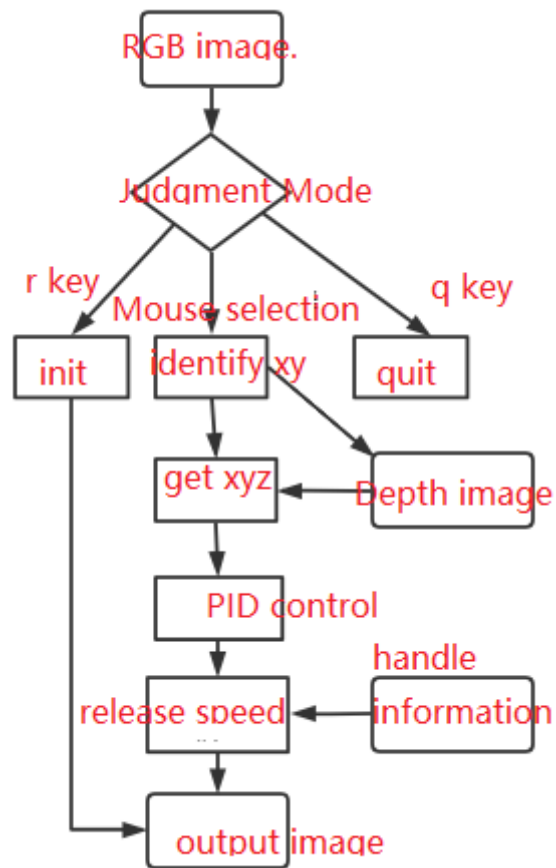 RGB image.
Judgment Mode
r key
Mouse selection
q key
init
identify xy
quit
get xyz
Depth image
PID control
handle
information
release speed
output image